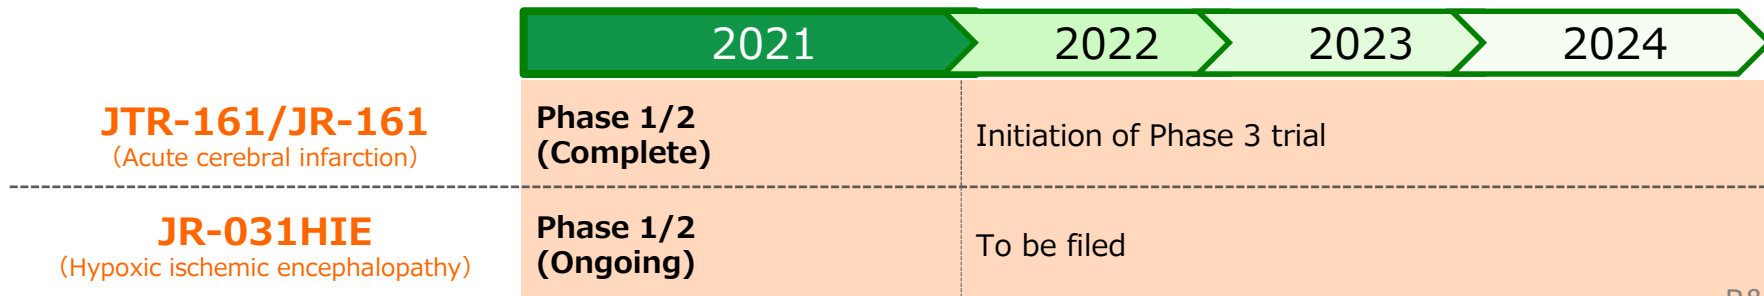 2021 2022 2023 2024
JTR-161/JR-161
（Acute cerebral infarction）
Phase 1/2
(Complete)
Initiation of Phase 3 trial
JR-031HIE
（Hypoxic ischemic encephalopathy）
Phase 1/2
(Ongoing)
To be filed